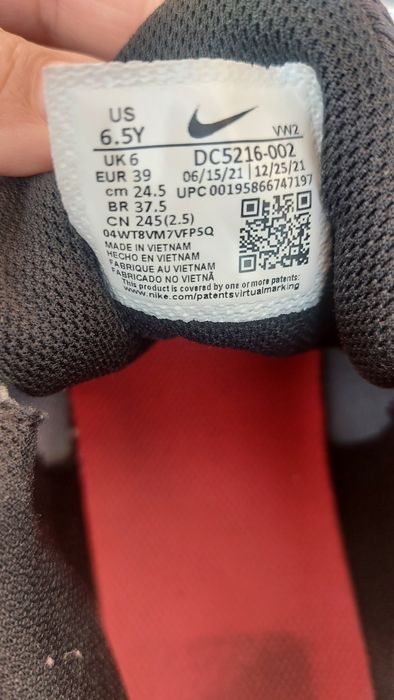 US
6.5Y
VW2
UK 6
EUR 39
cm 24.5
BR 37.5
CN 245(2.5)
DC5216-002
06/15/21 | 12/25/21
UPC 00195866747197
04WT8VM7VFP5Q
MADE IN VIETNAM
HECHO EN VIETNAM
FABRIQUE AU VIETNAM
FABRICADO NO VIETNÃ
This product is covered by one or more patents:
www.nike.com/patentsvirtualmarking